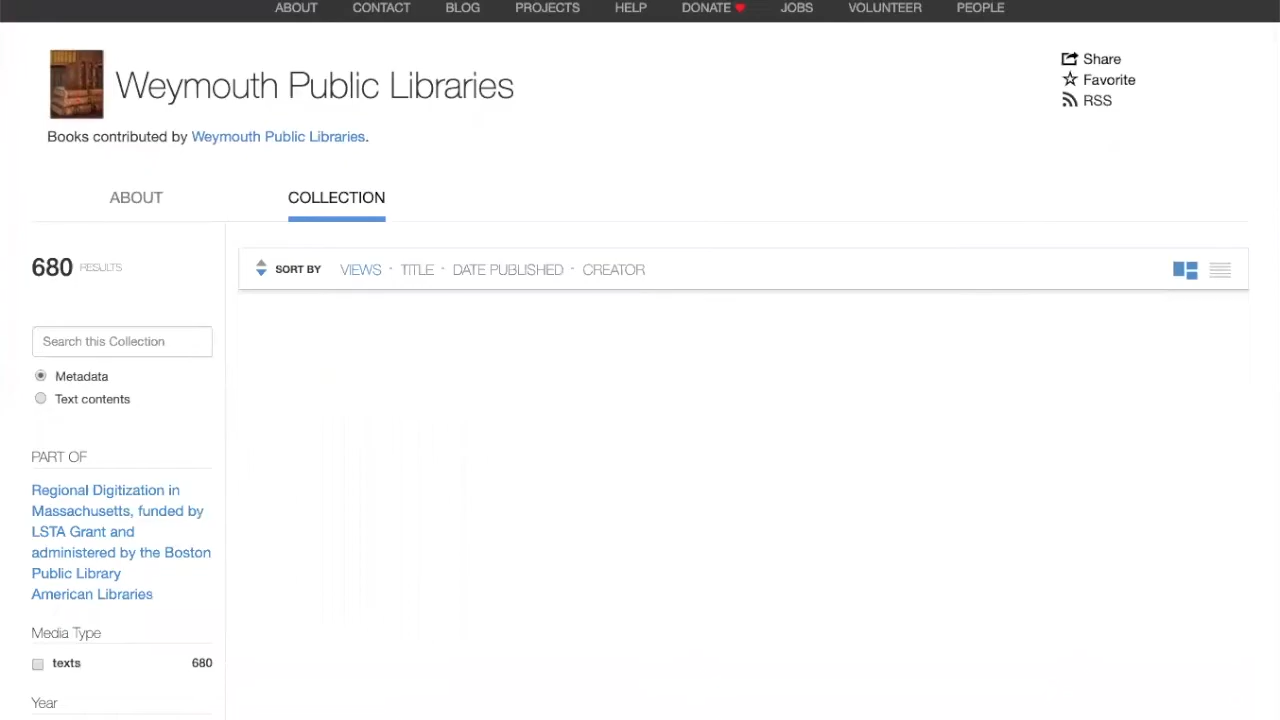 ABOUT CONTACT BLOG PROJECTS HELP DONATE JOBS VOLUNTEER PEOPLE
Weymouth Public Libraries
Share
Favorite
RSS
Books contributed by Weymouth Public Libraries.
ABOUT COLLECTION
680 RESULTS
SORT BY VIEWS · TITLE · DATE PUBLISHED · CREATOR
Search this Collection
Metadata
Text contents
PART OF
Regional Digitization in
Massachusetts, funded by
LSTA Grant and
administered by the Boston
Public Library
American Libraries
Media Type
texts 680
Year